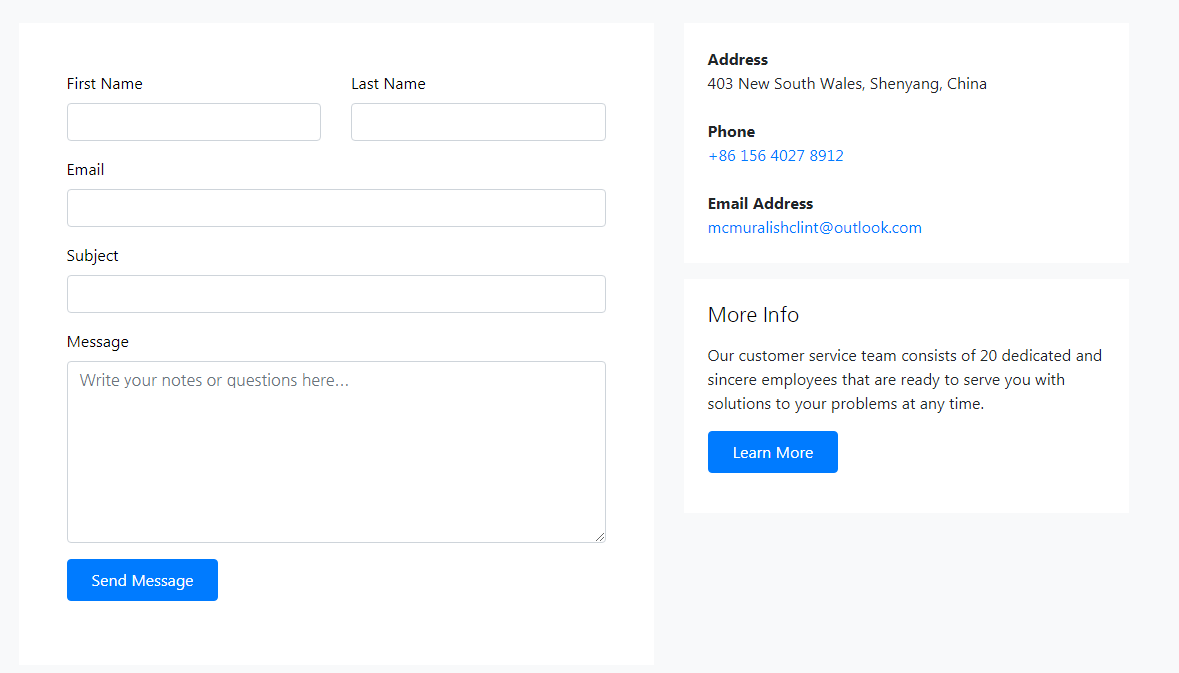 First Name
Last Name
Email
Subject
Message
Write your notes or questions here...
Send Message
Address
403 New South Wales, Shenyang, China
Phone
+86 156 4027 8912
Email Address
mcmuralishclint@outlook.com
More Info
Our customer service team consists of 20 dedicated and
sincere employees that are ready to serve you with
solutions to your problems at any time.
Learn More